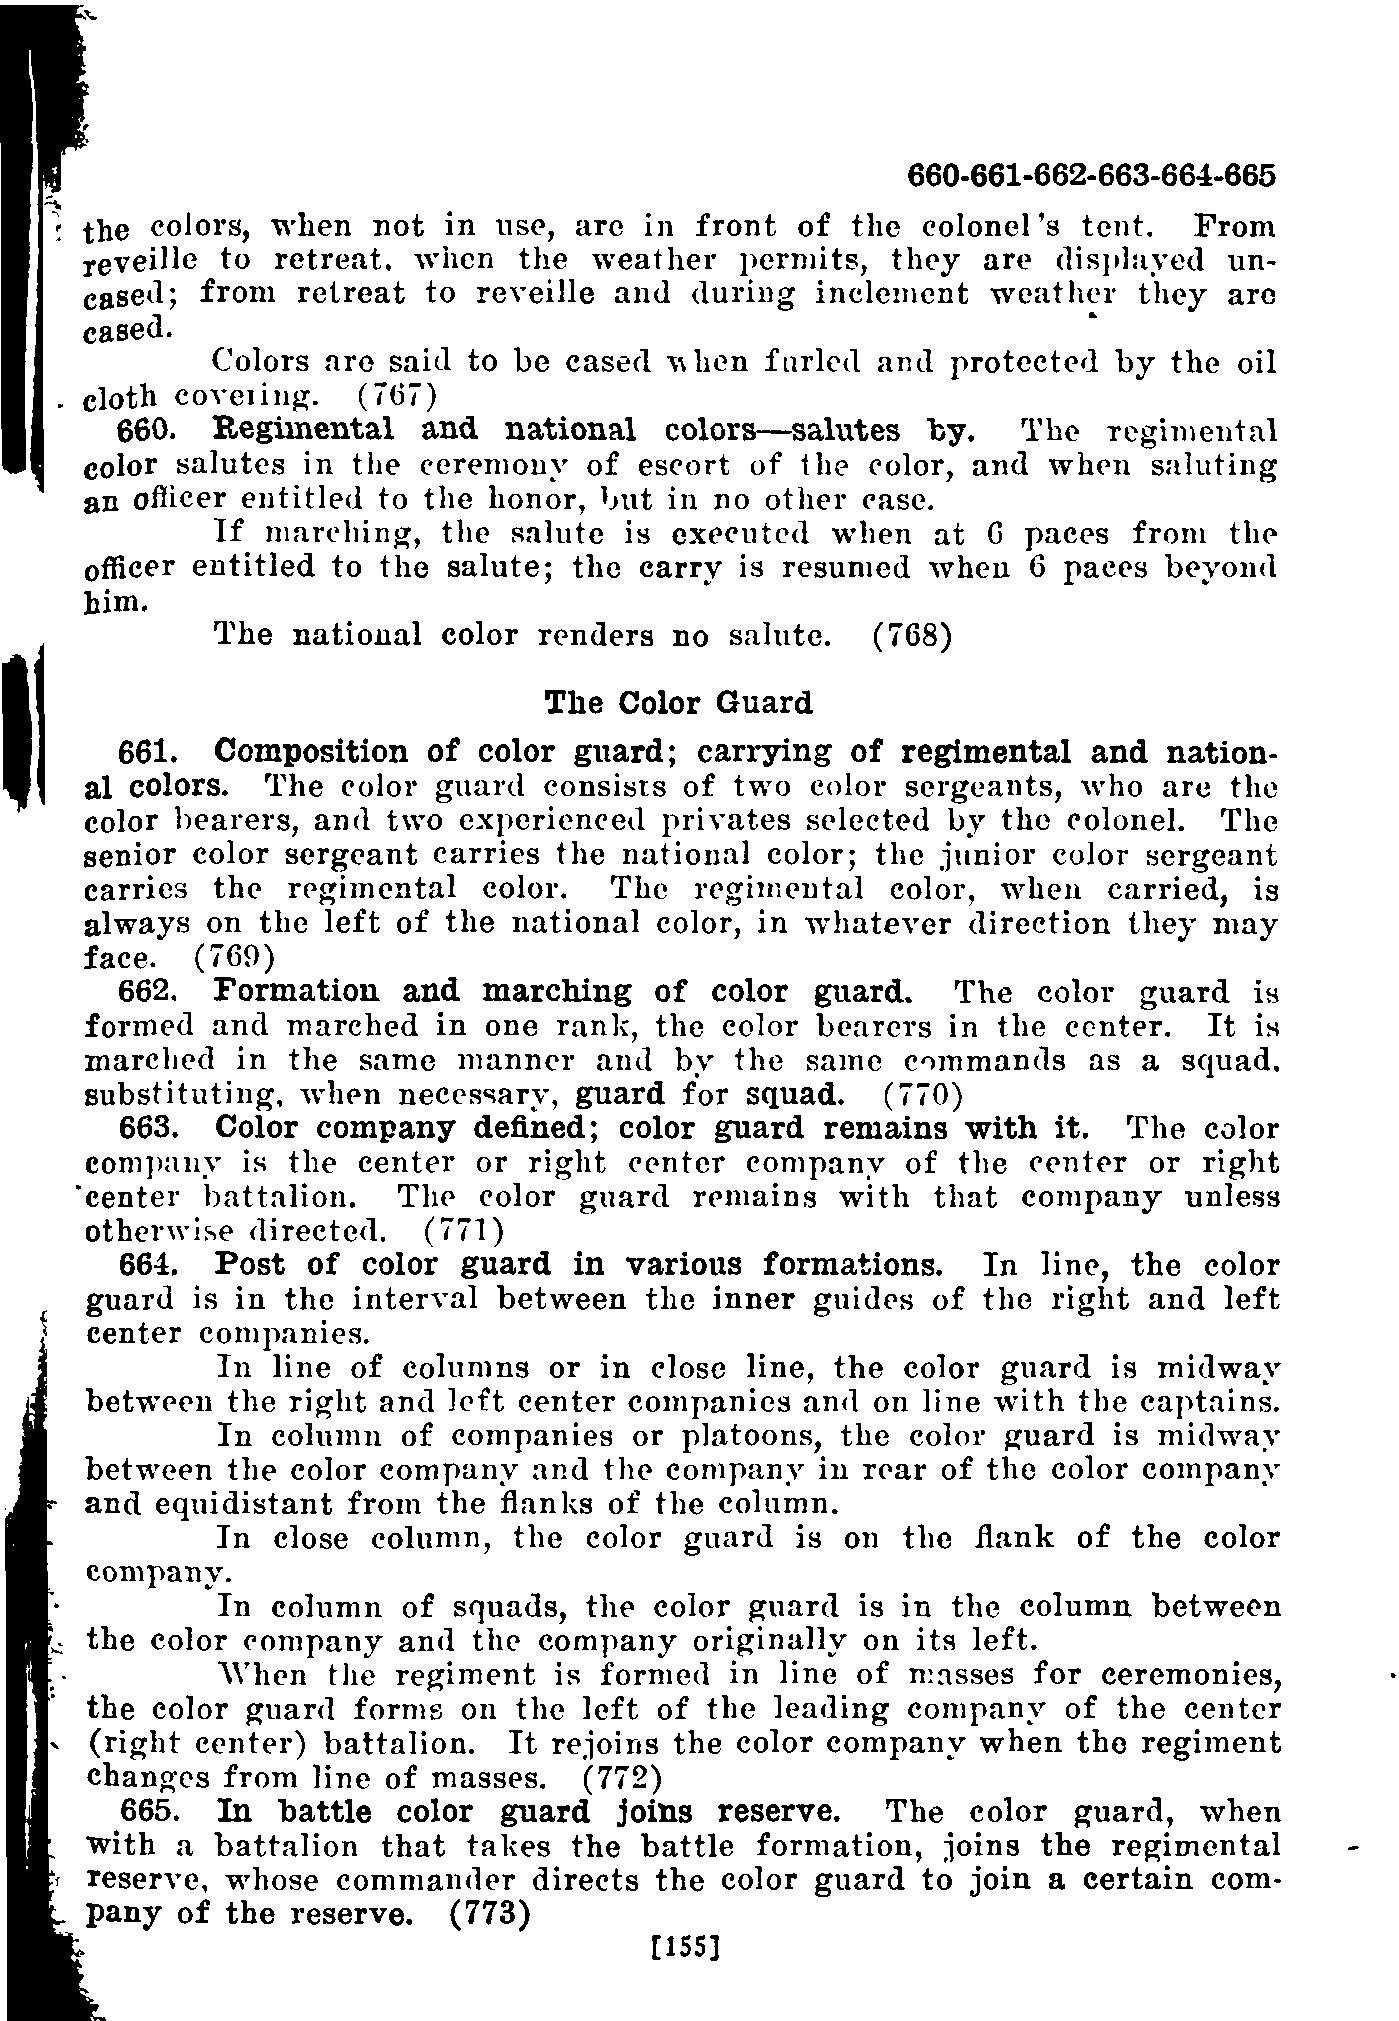 660-661-662-663-664-665
the colors, when not in use, are in front of the colonel's tent. From
reveille to retreat, when the weather permits, they are displayed un-
cased; from retreat to reveille and during inclement weather they are
cased.
Colors are said to be cased when furled and protected by the oil
cloth covering. (767)
660. Regimental and national colors—salutes by. The regimental
color salutes in the ceremony of escort of the color, and when saluting
an officer entitled to the honor, but in no other case.
If marching, the salute is executed when at 6 paces from the
officer entitled to the salute; the carry is resumed when 6 paces beyond
him.
The national color renders no salute. (768)
The Color Guard
661. Composition of color guard; carrying of regimental and nation-
al colors. The color guard consists of two color sergeants, who are the
color bearers, and two experienced privates selected by the colonel. The
senior color sergeant carries the national color; the junior color sergeant
carries the regimental color. The regimental color, when carried, is
always on the left of the national color, in whatever direction they may
face. (769)
662. Formation and marching of color guard. The color guard is
formed and marched in one rank, the color bearers in the center. It is
marched in the same manner and by the same commands as a squad,
substituting, when necessary, guard for squad. (770)
663. Color company defined; color guard remains with it. The color
company is the center or right center company of the center or right
center battalion. The color guard remains with that company unless
otherwise directed. (771)
664. Post of color guard in various formations. In line, the color
guard is in the interval between the inner guides of the right and left
center companies.
In line of columns or in close line, the color guard is midway
between the right and left center companies and on line with the captains.
In column of companies or platoons, the color guard is midway
between the color company and the company in rear of the color company
and equidistant from the flanks of the column.
In close column, the color guard is on the flank of the color
company.
In column of squads, the color guard is in the column between
the color company and the company originally on its left.
When the regiment is formed in line of masses for ceremonies,
the color guard forms on the left of the leading company of the center
(right center) battalion. It rejoins the color company when the regiment
changes from line of masses. (772)
665. In battle color guard joins reserve. The color guard, when
with a battalion that takes the battle formation, joins the regimental
reserve, whose commander directs the color guard to join a certain com-
pany of the reserve. (773)
[155]